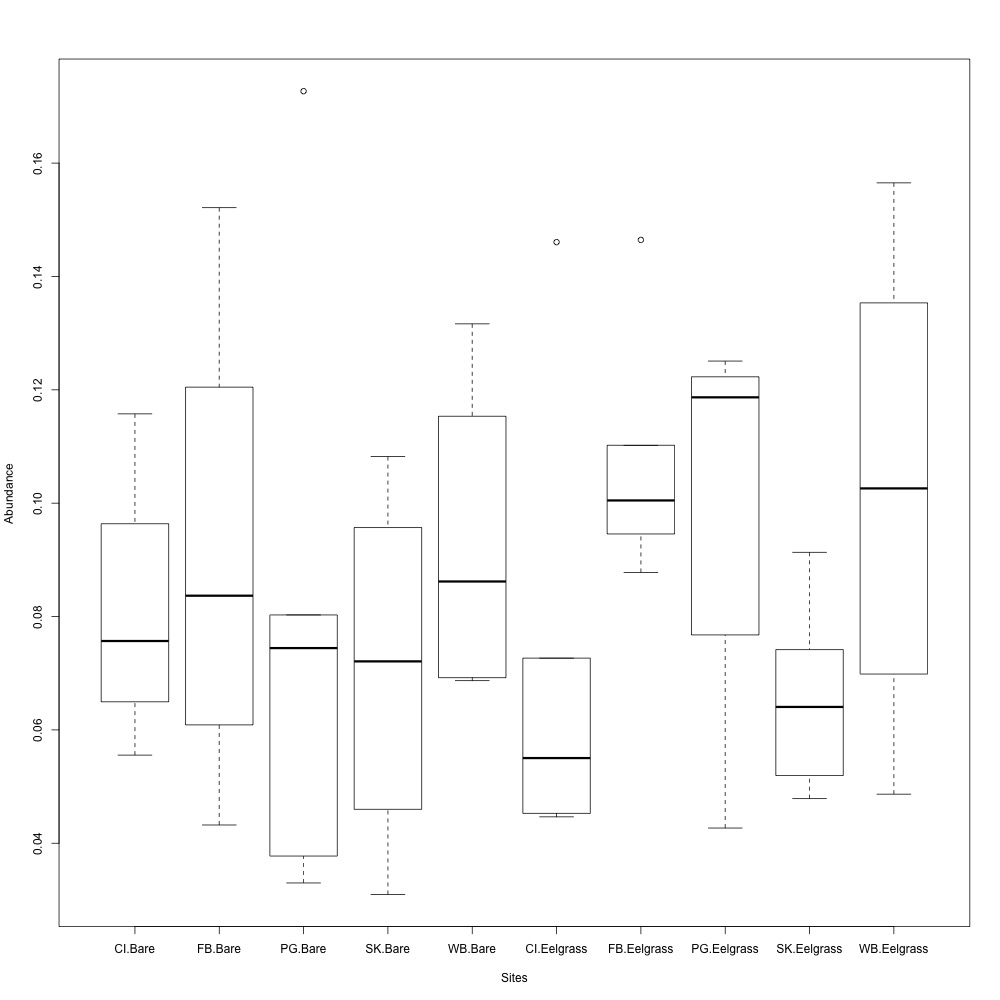 Abundance
0.16
0.14
0.12
0.10
0.08
0.06
0.04
CI.Bare FB.Bare PG.Bare SK.Bare WB.Bare CI.Eelgrass FB.Eelgrass PG.Eelgrass SK.Eelgrass WB.Eelgrass
Sites